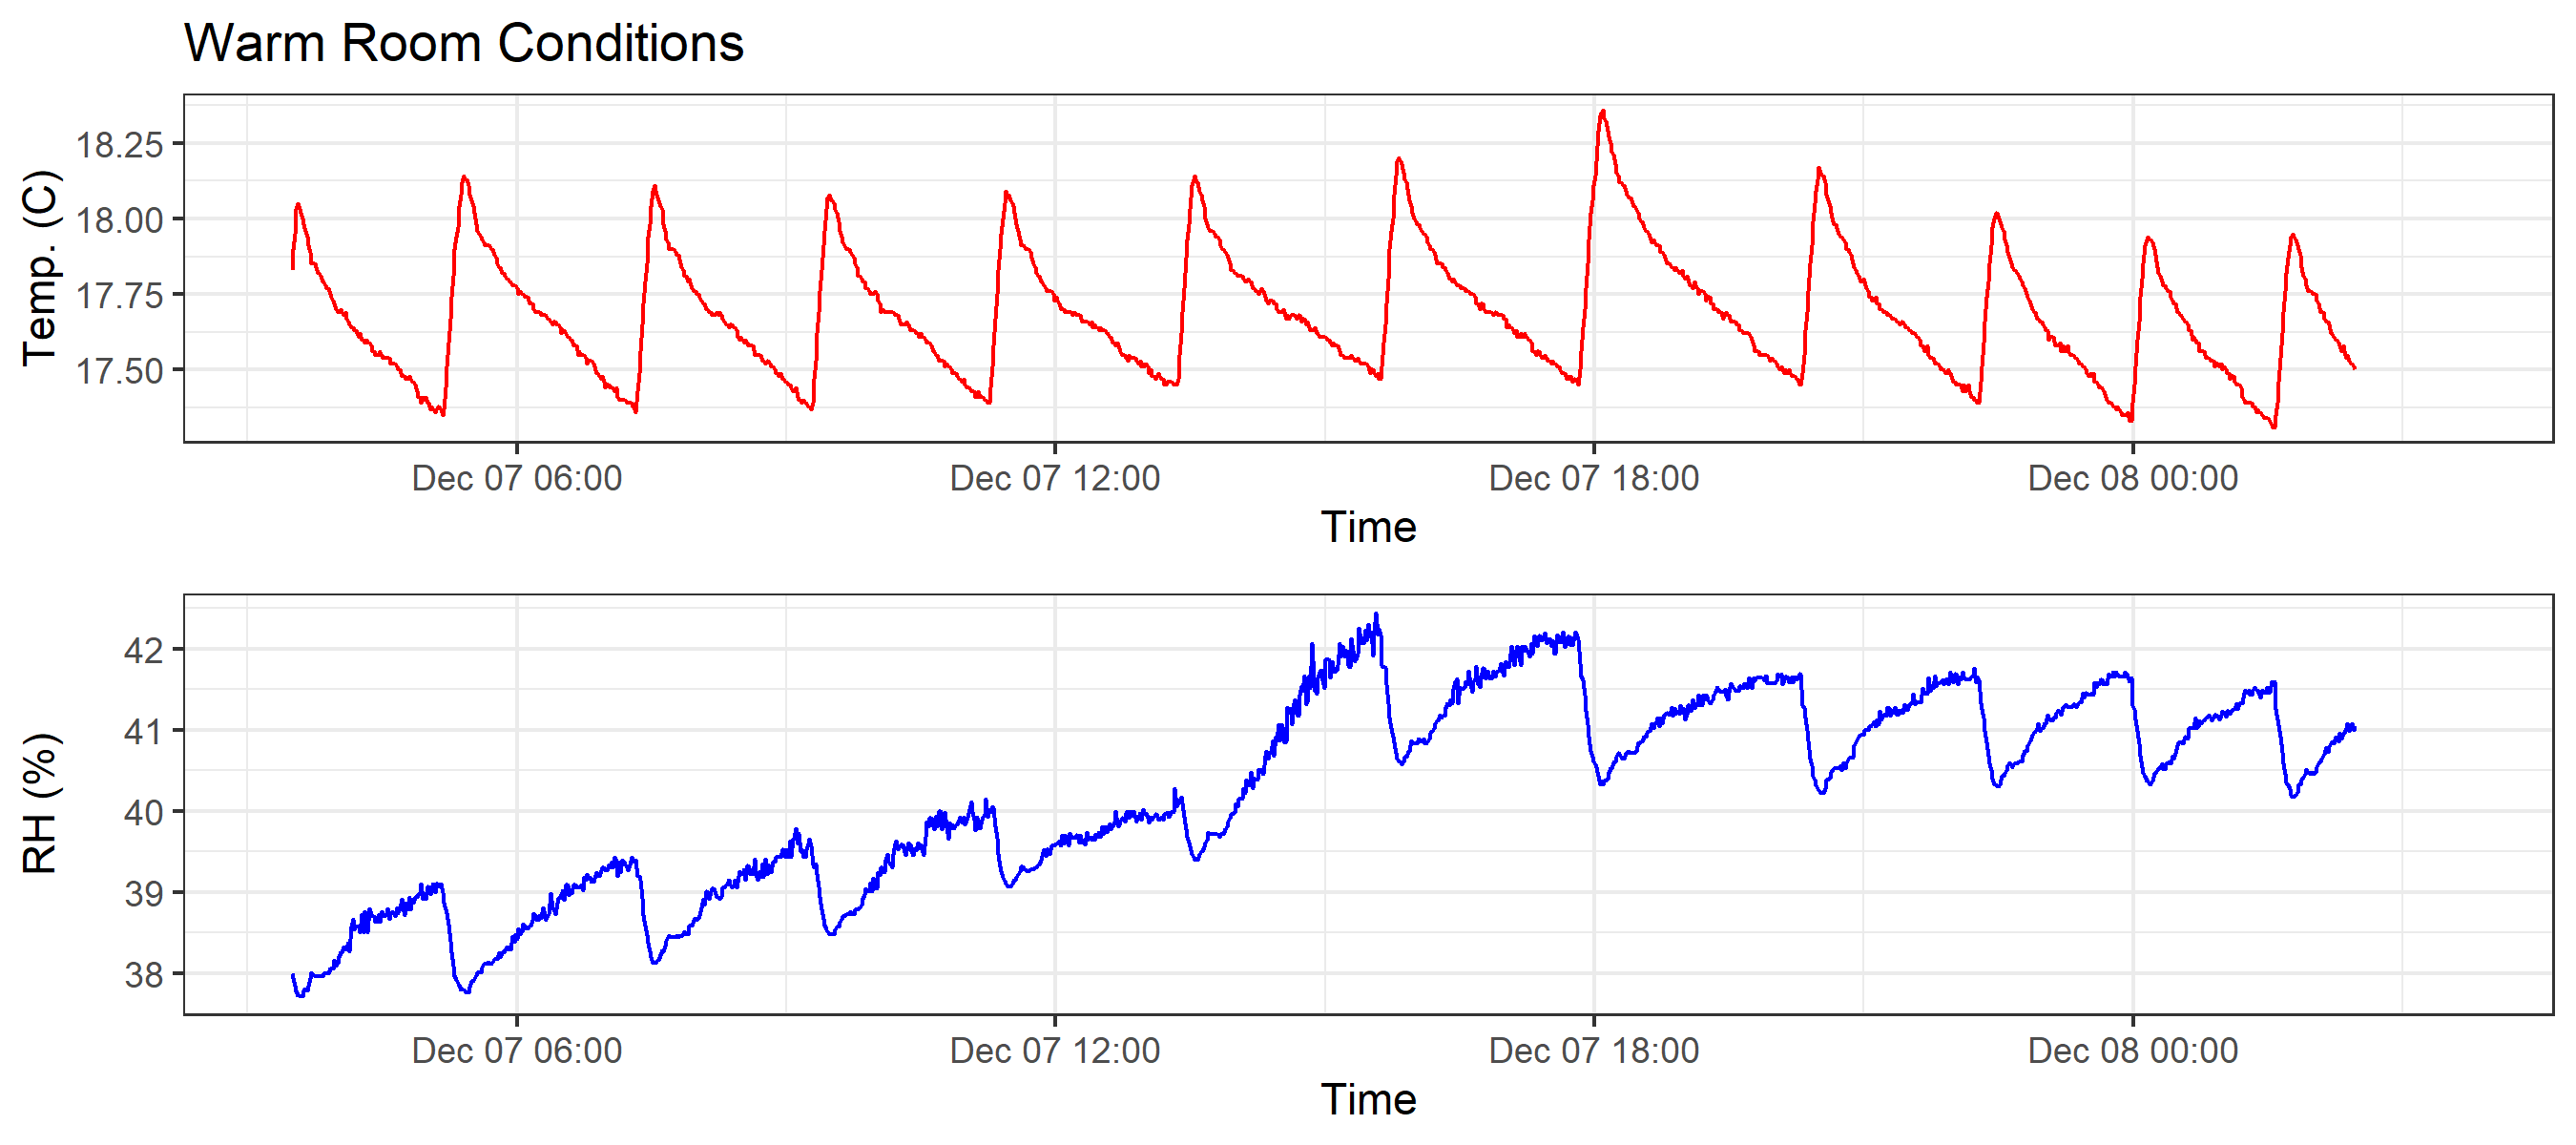 Warm Room Conditions
Temp. (C)
18.25
18.00
17.75
17.50
Dec 07 06:00 Dec 07 12:00 Dec 07 18:00 Dec 08 00:00
Time
RH (%)
42
41
40
39
38
Dec 07 06:00 Dec 07 12:00 Dec 07 18:00 Dec 08 00:00
Time